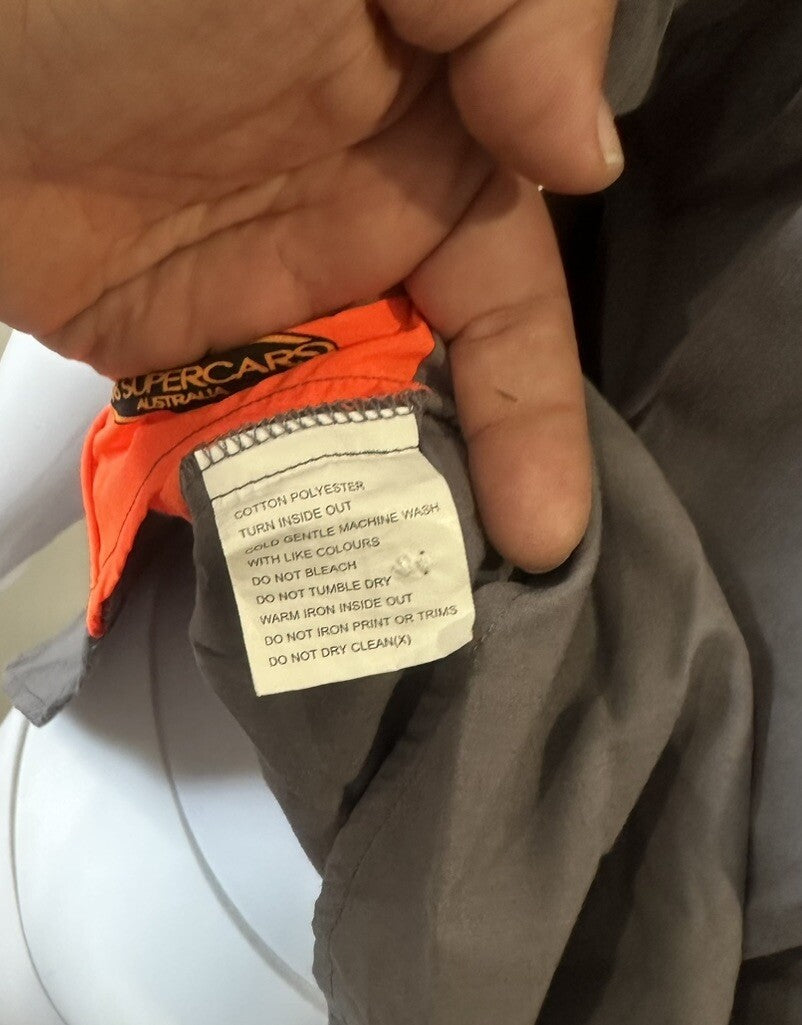 SUPERCARS
AUSTRALIA
COTTON POLYESTER
TURN INSIDE OUT
COLD GENTLE MACHINE WASH
WITH LIKE COLOURS
DO NOT BLEACH
DO NOT TUMBLE DRY
WARM IRON INSIDE OUT
DO NOT IRON PRINT OR TRIMS
DO NOT DRY CLEAN(X)